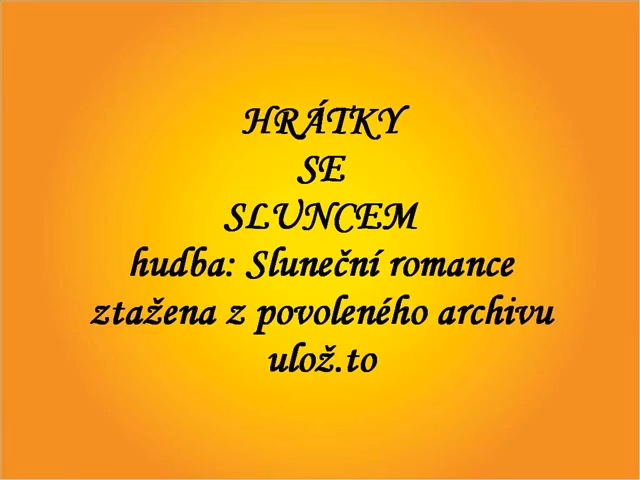 HRÁTKY
SE
SLUNCEM
hudba: Sluneční romance
ztažena z povoleného archivu
ulož.to